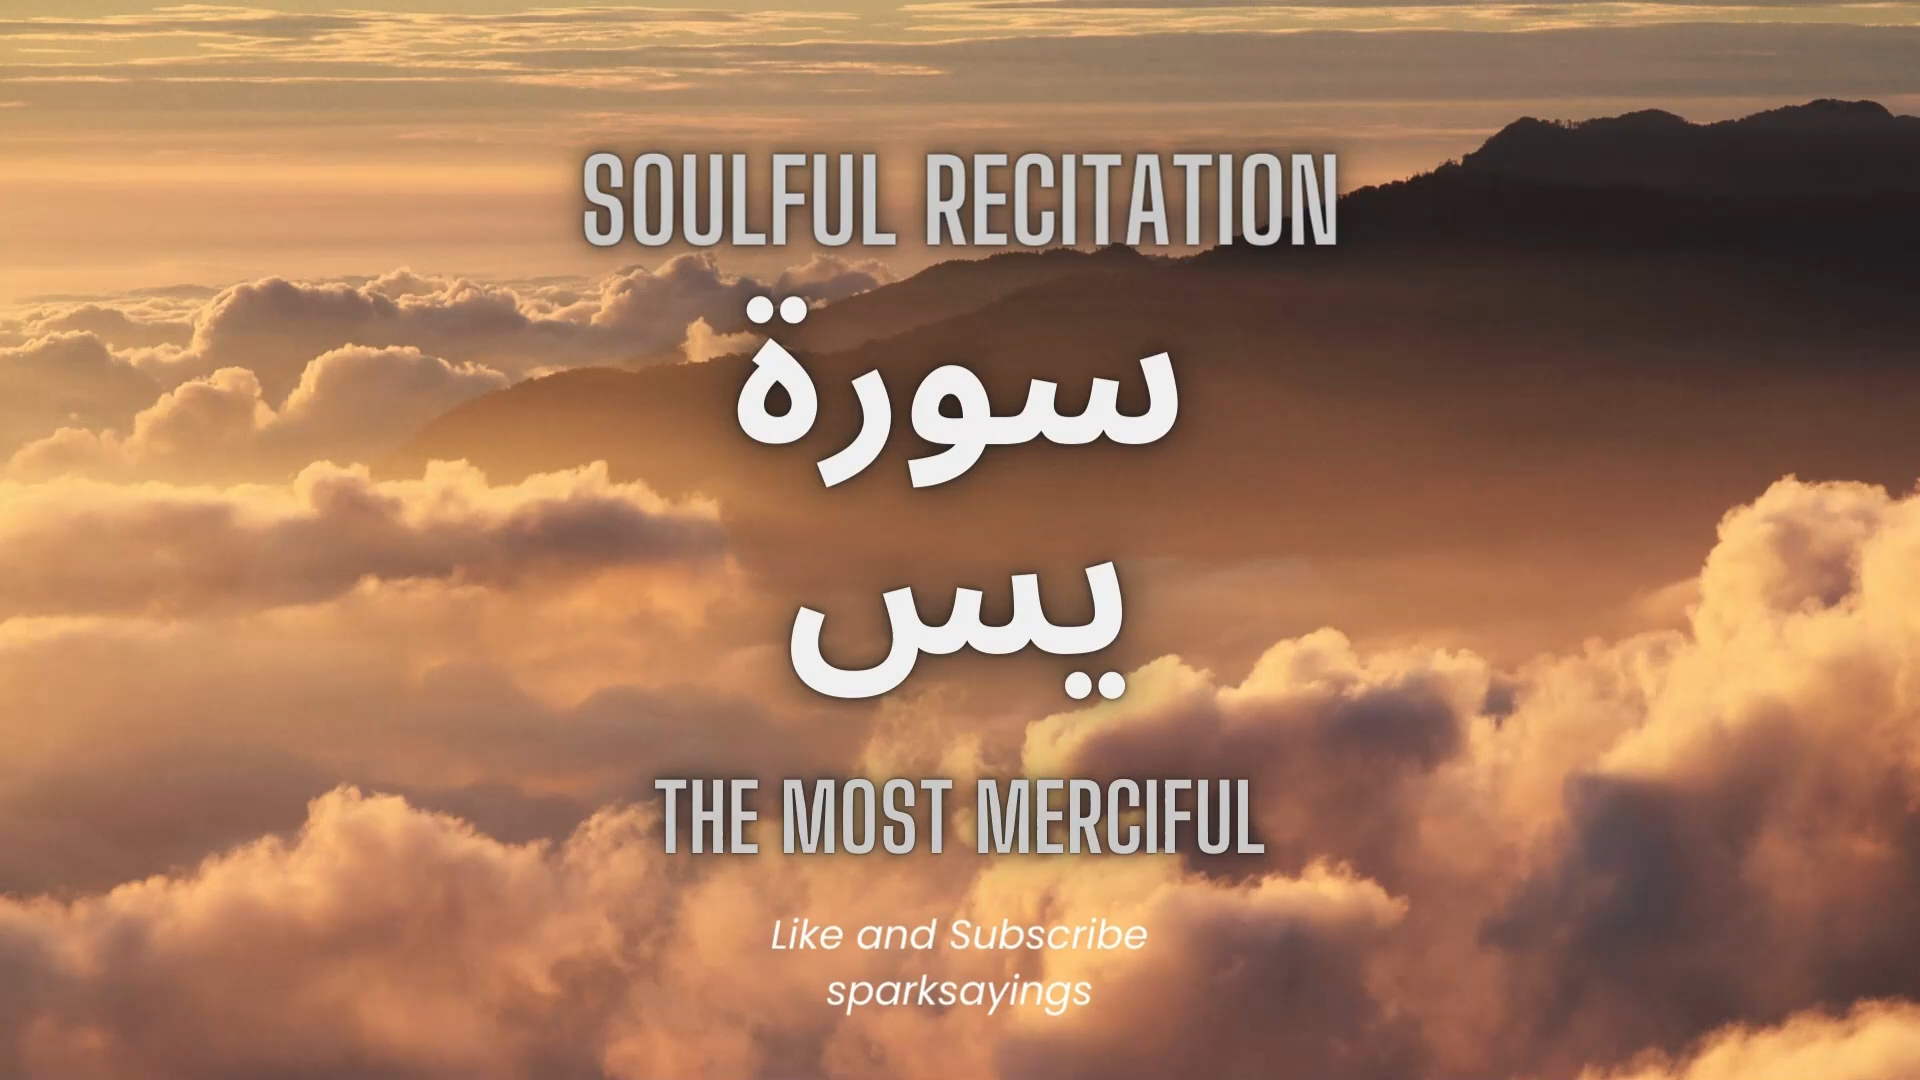 SOULFUL RECITATION
سورة
يس
THE MOST MERCIFUL
Like and Subscribe
sparksayings